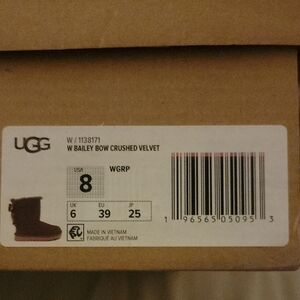 UGG
W / 1138171
W BAILEY BOW CRUSHED VELVET
USA
8
WGRP
UK
6
EU
39
JP
25
MADE IN VIETNAM
FABRIQUÉ AU VIETNAM
1 96565 05095 3